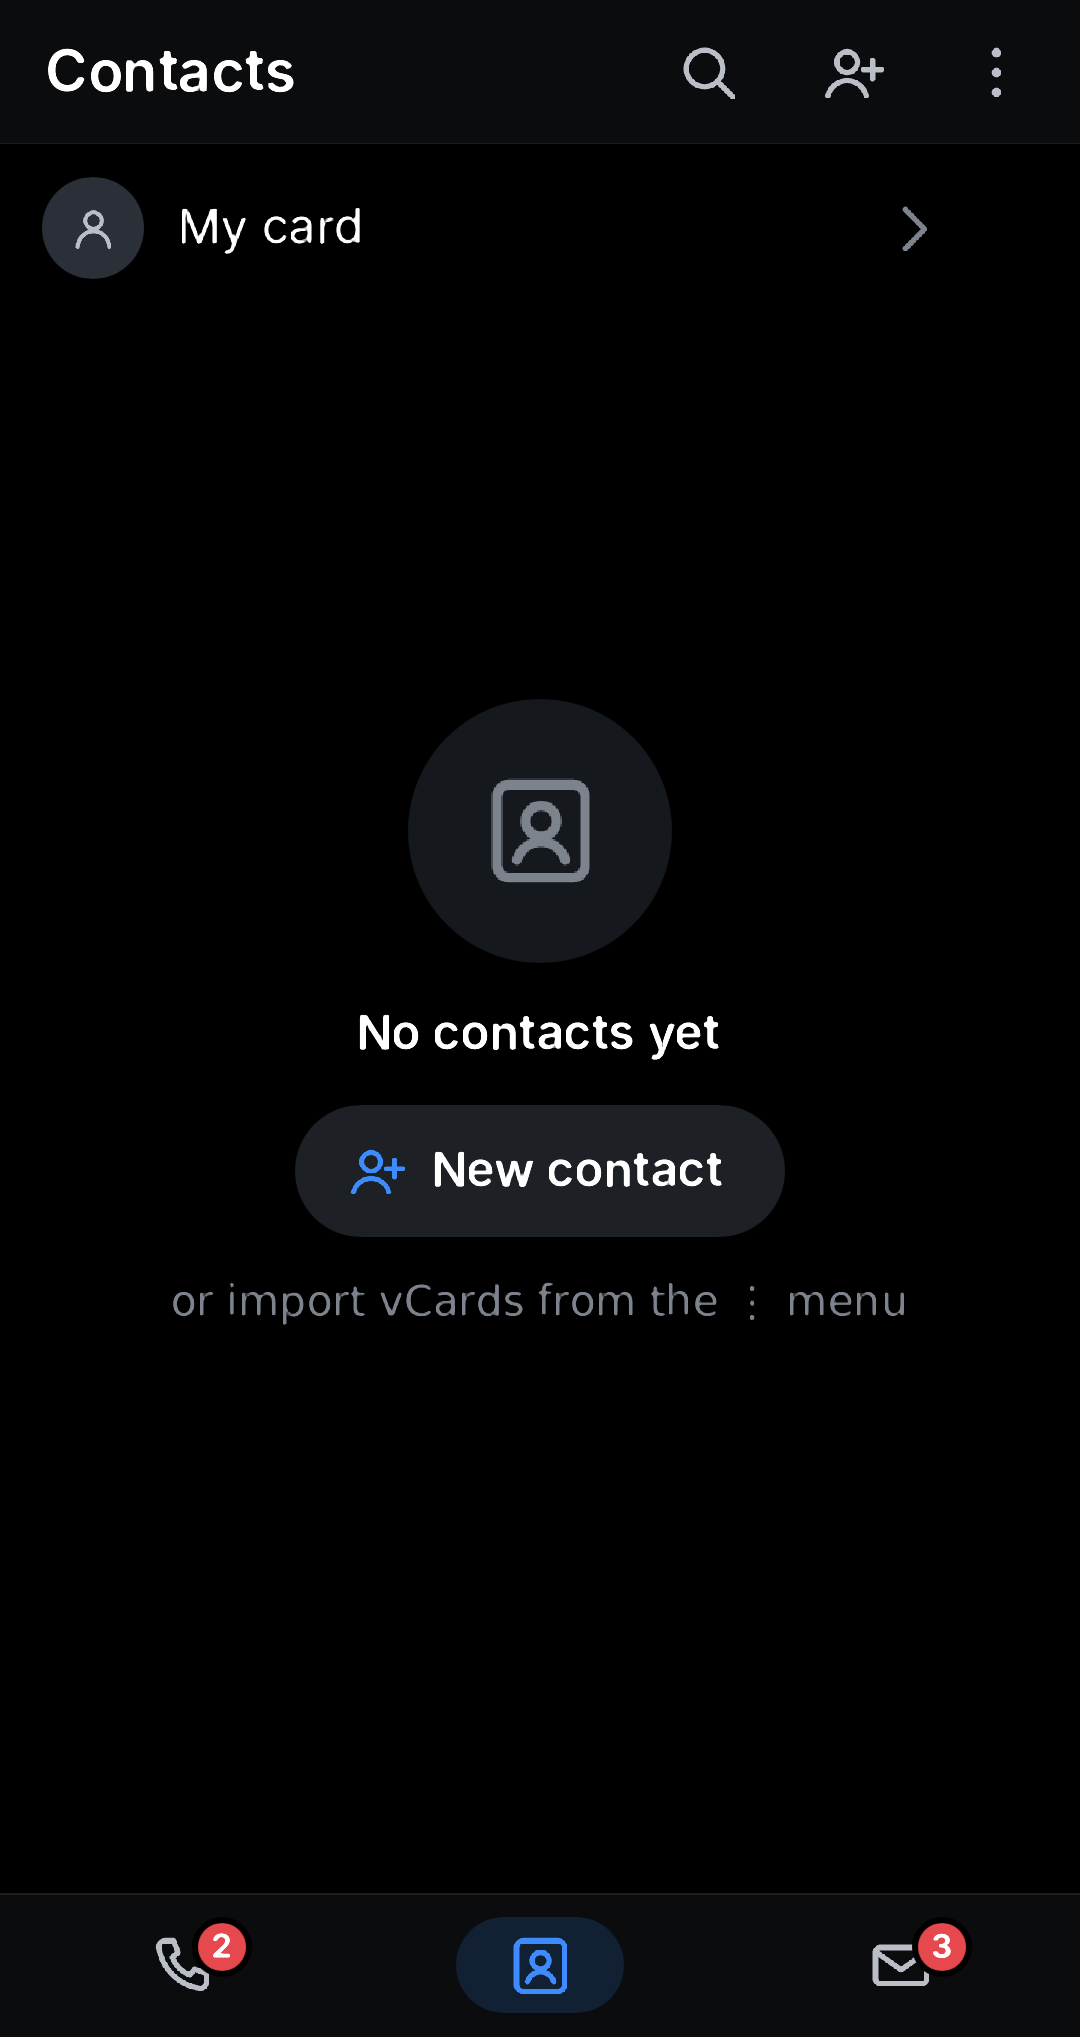 Contacts
My card
No contacts yet
New contact
or import vCards from the ⋮ menu
2
3